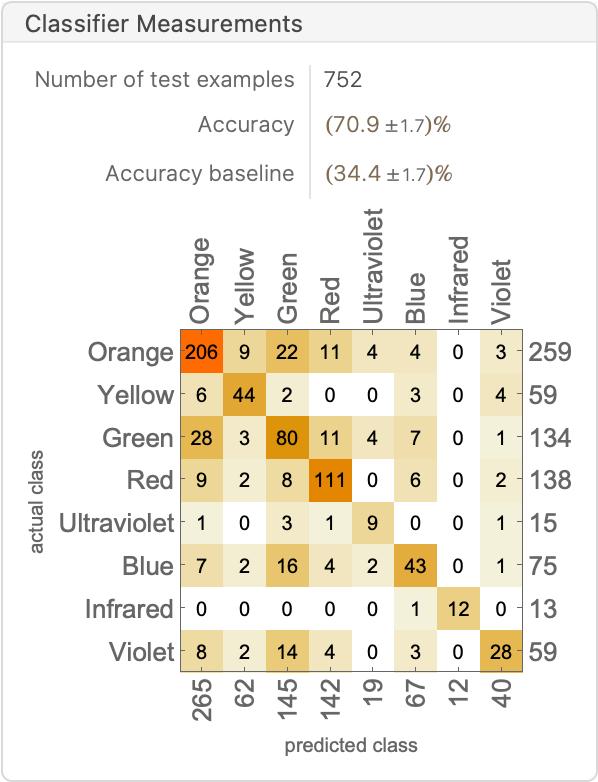 Classifier Measurements
Number of test examples 752
Accuracy (70.9 ±1.7)%
Accuracy baseline (34.4 ±1.7)%
Orange Yellow Green Red Ultraviolet Blue Infrared Violet
Orange 206 9 22 11 4 4 0 3 259
Yellow 6 44 2 0 0 3 0 4 59
Green 28 3 80 11 4 7 0 1 134
Red 9 2 8 111 0 6 0 2 138
Ultraviolet 1 0 3 1 9 0 0 1 15
Blue 7 2 16 4 2 43 0 1 75
Infrared 0 0 0 0 0 1 12 0 13
Violet 8 2 14 4 0 3 0 28 59
265 62 145 142 19 67 12 40
actual class
predicted class